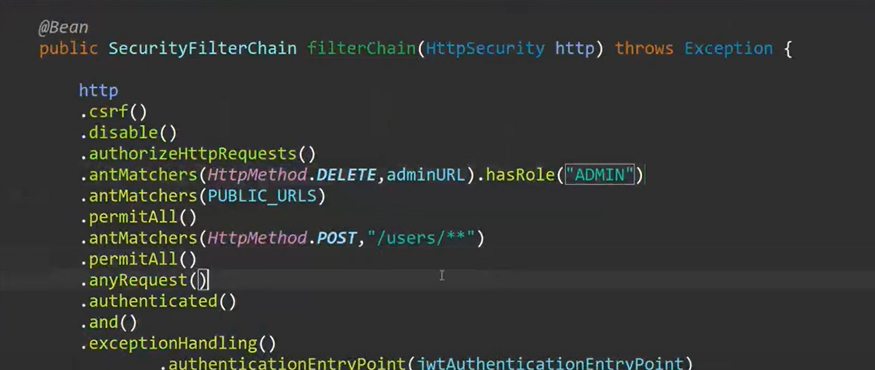 @Bean
public SecurityFilterChain filterChain(HttpSecurity http) throws Exception {
http
.csrf()
.disable()
.authorizeHttpRequests()
.antMatchers(HttpMethod.DELETE,adminURL).hasRole("ADMIN")
.antMatchers(PUBLIC_URLS)
.permitAll()
.antMatchers(HttpMethod.POST,"/users/**")
.permitAll()
.anyRequest()
.authenticated()
.and()
.exceptionHandling()
.authenticationEntryPoint(jwtAuthenticationEntryPoint)